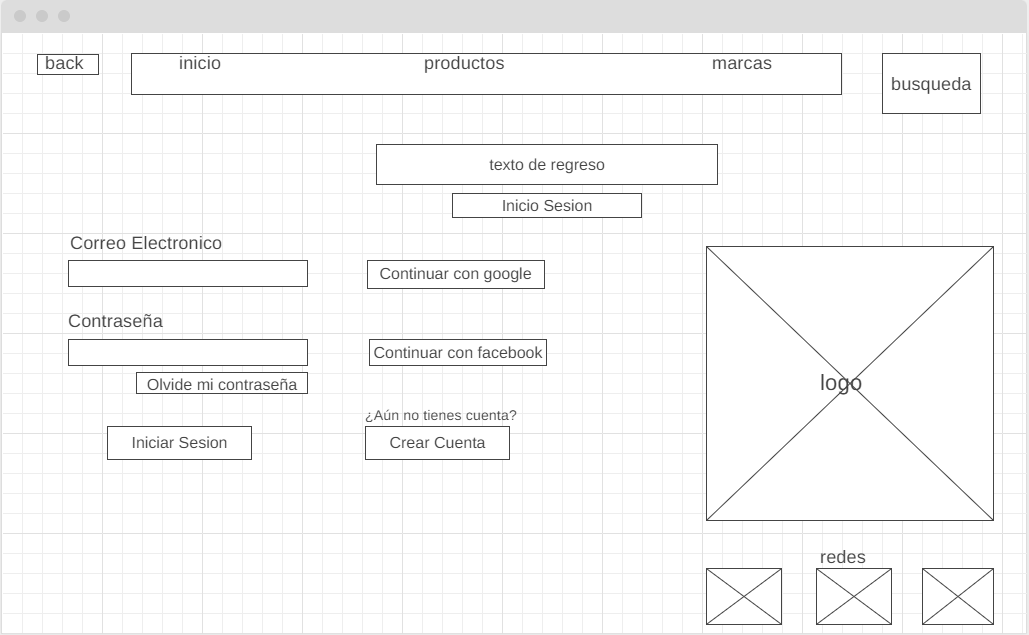 back
inicio
productos
marcas
busqueda
texto de regreso
Inicio Sesion
Correo Electronico
Continuar con google
Contraseña
Continuar con facebook
Olvide mi contraseña
¿Aún no tienes cuenta?
Iniciar Sesion
Crear Cuenta
logo
redes